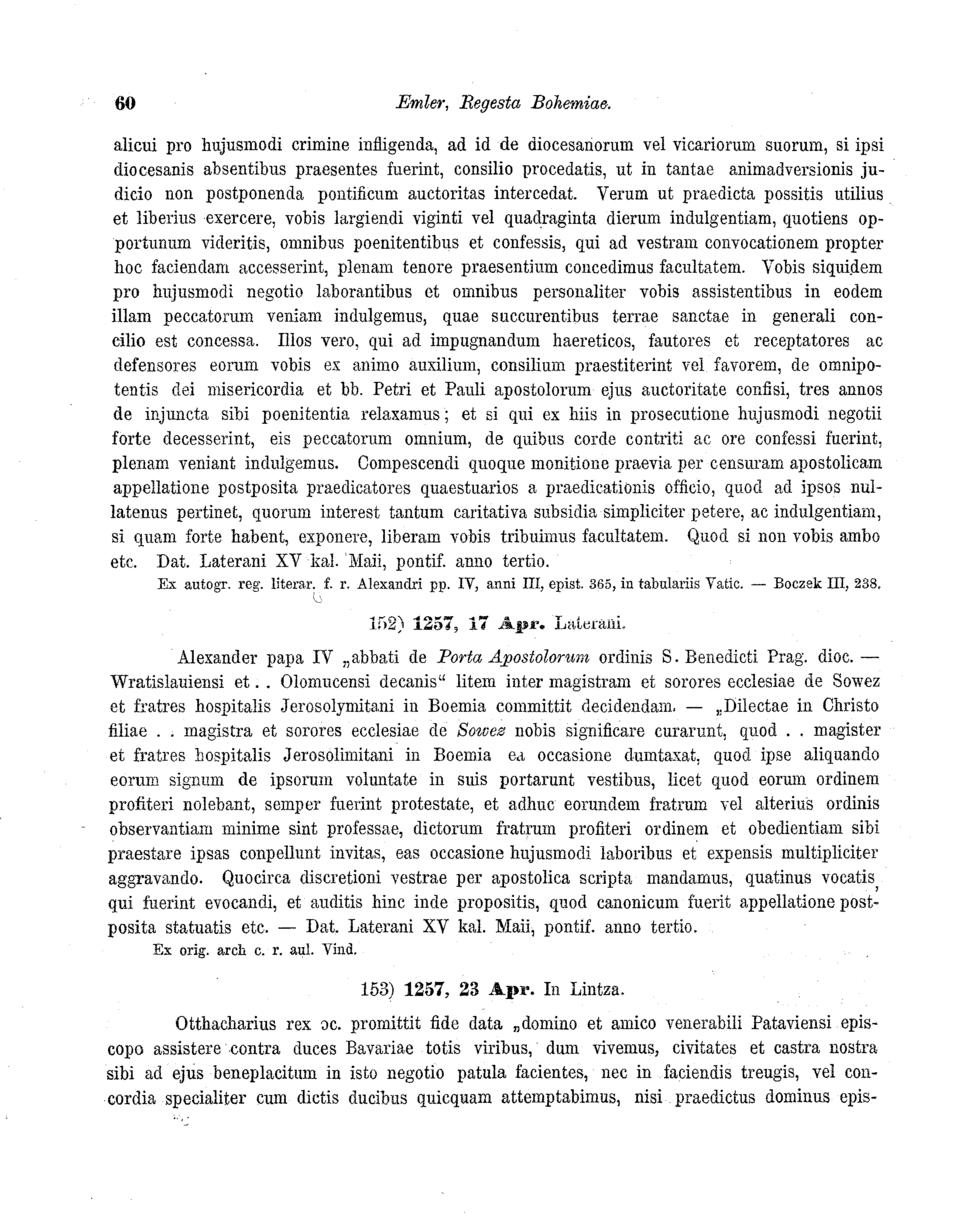 60 Emler, Regesta Bohemiae.
alicui pro hujusmodi crimine infligenda, ad id de diocesanorum vel vicariorum suorum, si ipsi
diocesanis absentibus praesentes fuerint, consilio procedatis, ut in tantae animadversionis ju-
dicio non postponenda pontificum auctoritas intercedat. Verum ut praedicta possitis utilius
et liberius exercere, vobis largiendi viginti vel quadraginta dierum indulgentiam, quotiens op-
portunum videritis, omnibus poenitentibus et confessis, qui ad vestram convocationem propter
hoc faciendam accesserint, plenam tenore praesentium concedimus facultatem. Vobis siquidem
pro hujusmodi negotio laborantibus et omnibus personaliter vobis assistentibus in eodem
illam peccatorum veniam indulgemus, quae succurentibus terrae sanctae in generali con-
cilio est concessa. Illos vero, qui ad impugnandum haereticos, fautores et receptatores ac
defensores eorum vobis ex animo auxilium, consilium praestiterint vel favorem, de omnipo-
tentis dei misericordia et bb. Petri et Pauli apostolorum ejus auctoritate confisi, tres annos
de injuncta sibi poenitentia relaxamus; et si qui ex hiis in prosecutione hujusmodi negotii
forte decesserint, eis peccatorum omnium, de quibus corde contriti ac ore confessi fuerint,
plenam veniant indulgemus. Compescendi quoque monitione praevia per censuram apostolicam
appellatione postposita praedicatores quaestuarios a praedicationis officio, quod ad ipsos nul-
latenus pertinet, quorum interest tantum caritativa subsidia simpliciter petere, ac indulgentiam,
si quam forte habent, exponere, liberam vobis tribuimus facultatem. Quod si non vobis ambo
etc. Dat. Laterani XV kal. Maii, pontif. anno tertio.
Ex autogr. reg. literar. f. r. Alexandri pp. IV, anni III, epist. 365, in tabulariis Vatic. — Boczek III, 238.
152) 1257, 17 Apr. Laterani.
Alexander papa IV „abbati de Porta Apostolorum ordinis S. Benedicti Prag. dioc. —
Wratislauiensi et . . Olomucensi decanis“ litem inter magistram et sorores ecclesiae de Sowez
et fratres hospitalis Jerosolymitani in Boemia committit decidendam. — „Dilectae in Christo
filiae . . magistra et sorores ecclesiae de Sowez nobis significare curarunt, quod . . magister
et fratres hospitalis Jerosolimitani in Boemia ea occasione dumtaxat, quod ipse aliquando
eorum signum de ipsorum voluntate in suis portarunt vestibus, licet quod eorum ordinem
profiteri nolebant, semper fuerint protestate, et adhuc eorundem fratrum vel alterius ordinis
observantiam minime sint professae, dictorum fratrum profiteri ordinem et obedientiam sibi
praestare ipsas conpellunt invitas, eas occasione hujusmodi laboribus et expensis multipliciter
aggravando. Quocirca discretioni vestrae per apostolica scripta mandamus, quatinus vocatis,
qui fuerint evocandi, et auditis hinc inde propositis, quod canonicum fuerit appellatione post-
posita statuatis etc. — Dat. Laterani XV kal. Maii, pontif. anno tertio.
Ex orig. arch c. r. aul. Vind.
153) 1257, 23 Apr. In Lintza.
Otthacharius rex ɔc. promittit fide data „domino et amico venerabili Pataviensi epis-
copo assistere contra duces Bavariae totis viribus, dum vivemus, civitates et castra nostra
sibi ad ejus beneplacitum in isto negotio patula facientes, nec in faciendis treugis, vel con-
cordia specialiter cum dictis ducibus quicquam attemptabimus, nisi praedictus dominus epis-